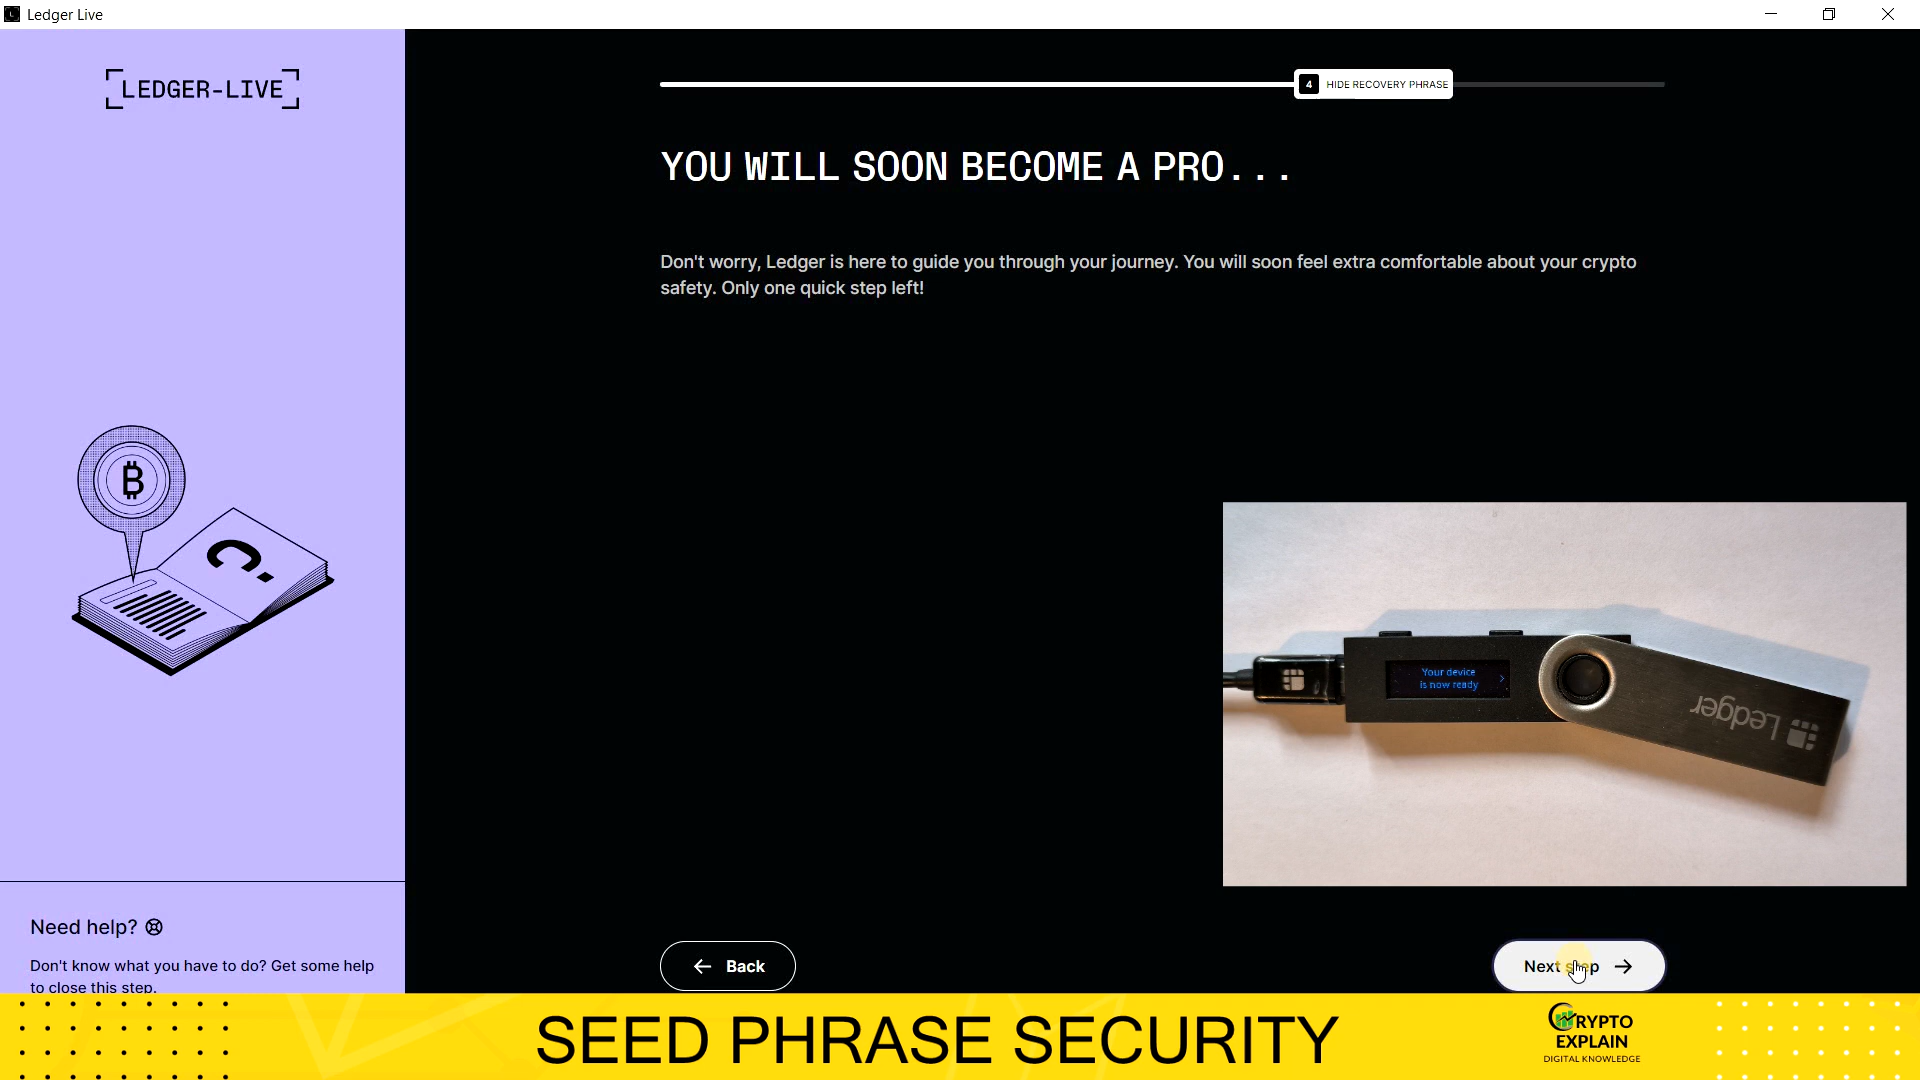 Ledger Live
LEDGER-LIVE
4 HIDE RECOVERY PHRASE
YOU WILL SOON BECOME A PRO...
Don't worry, Ledger is here to guide you through your journey. You will soon feel extra comfortable about your crypto
safety. Only one quick step left!
Your device
is now ready
Ledger
Need help?
Don't know what you have to do? Get some help
to close this step.
Back
Next step
SEED PHRASE SECURITY
CRYPTO
EXPLAIN
DIGITAL KNOWLEDGE